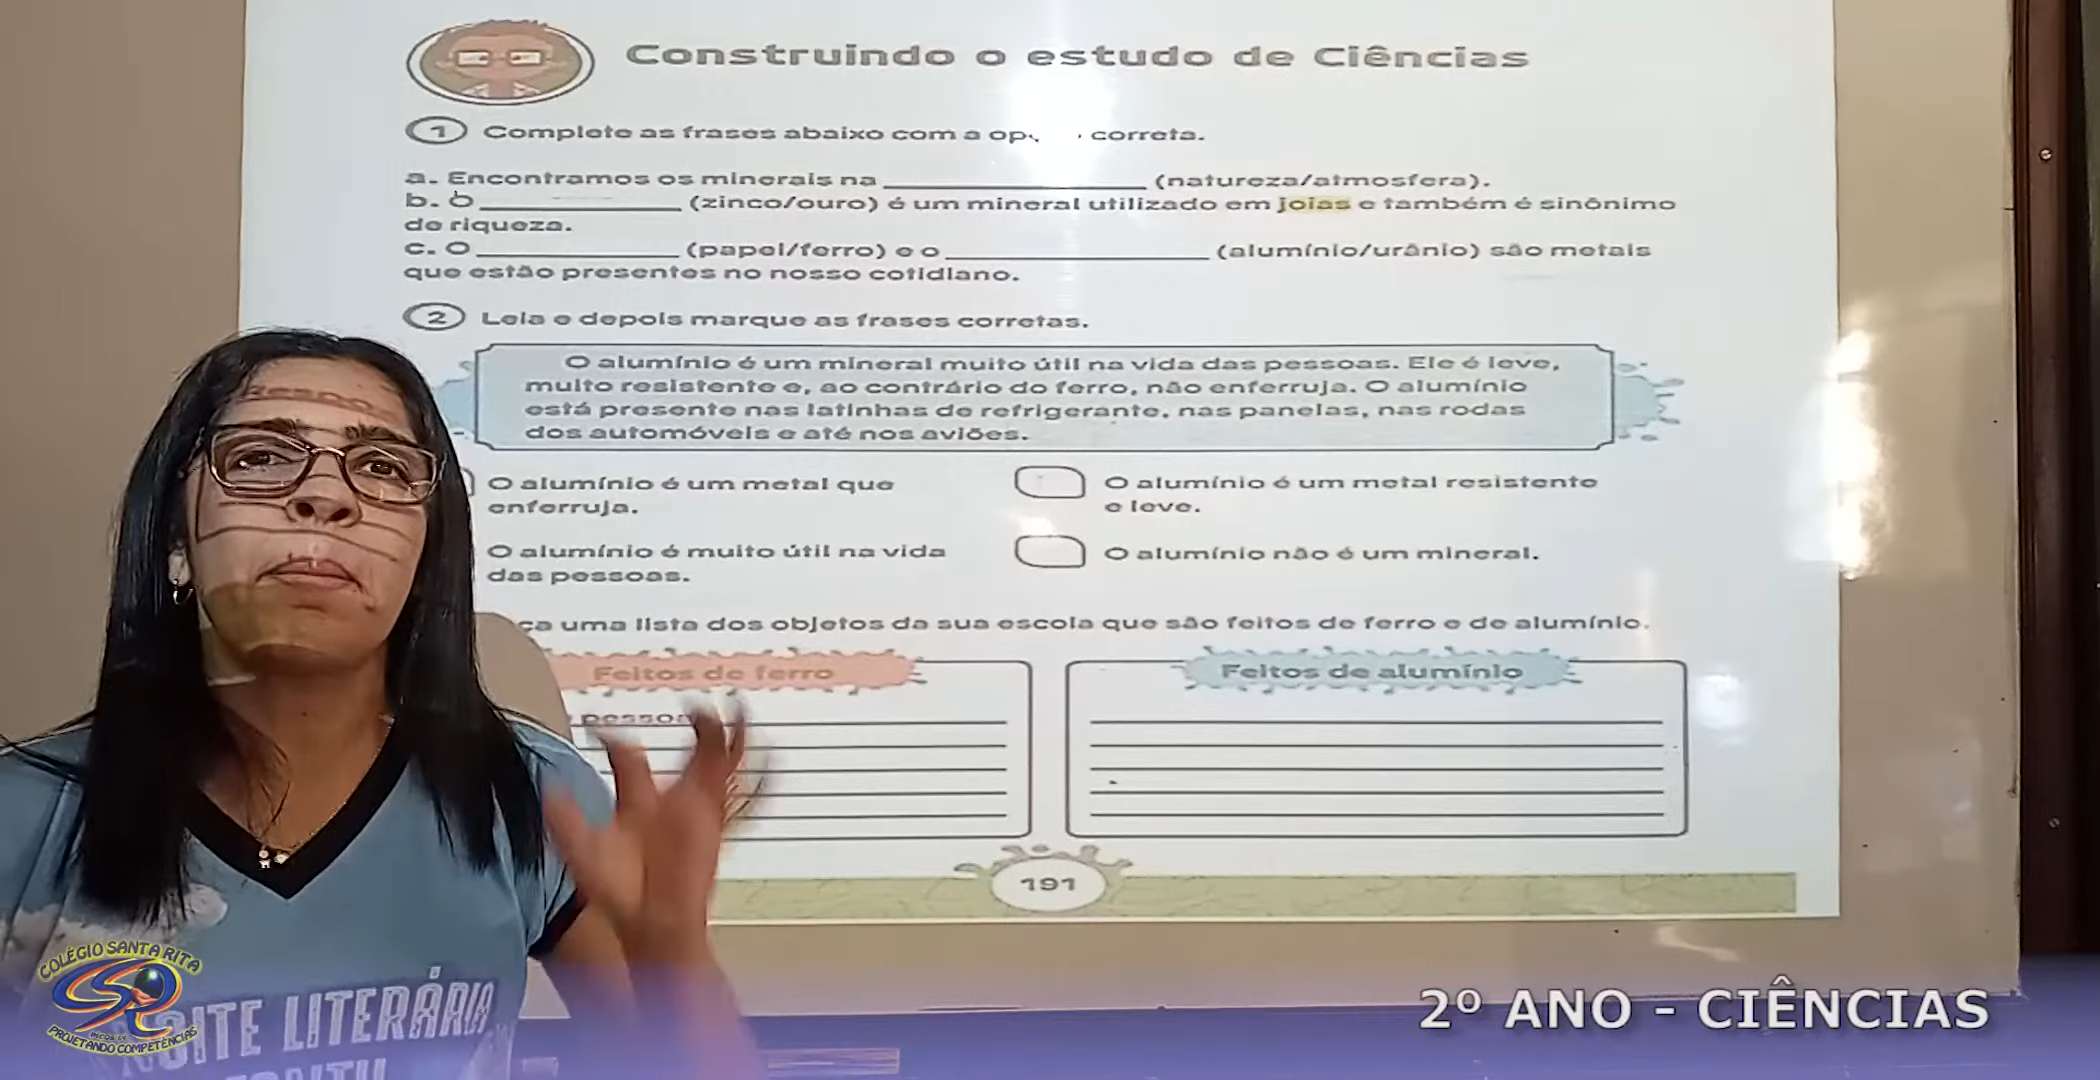 Construindo o estudo de Ciências
1 Complete as frases abaixo com a correta.
a. Encontramos os minerais na ____________ (natureza/atmosfera).
b. O ____________ (zinco/ouro) é um mineral utilizado em joias e também é sinônimo
de riqueza.
c. O ____________ (papel/ferro) e o ____________ (alumínio/urânio) são metais
que estão presentes no nosso cotidiano.
2 Leia e depois marque as frases corretas.
O alumínio é um mineral muito útil na vida das pessoas. Ele é leve,
muito resistente e, ao contrário do ferro, não enferruja. O alumínio
está presente nas latinhas de refrigerante, nas panelas, nas rodas
dos automóveis e até nos aviões.
O alumínio é um metal que
enferruja.
O alumínio é um metal resistente
e leve.
O alumínio é muito útil na vida
das pessoas.
O alumínio não é um mineral.
uma lista dos objetos da sua escola que são feitos de ferro e de alumínio.
Feitos de ferro
Feitos de alumínio
191
COLÉGIO SANTA RITA
PROJETANDO COMPETÊNCIAS
NOITE LITERÁRIA
2º ANO - CIÊNCIAS